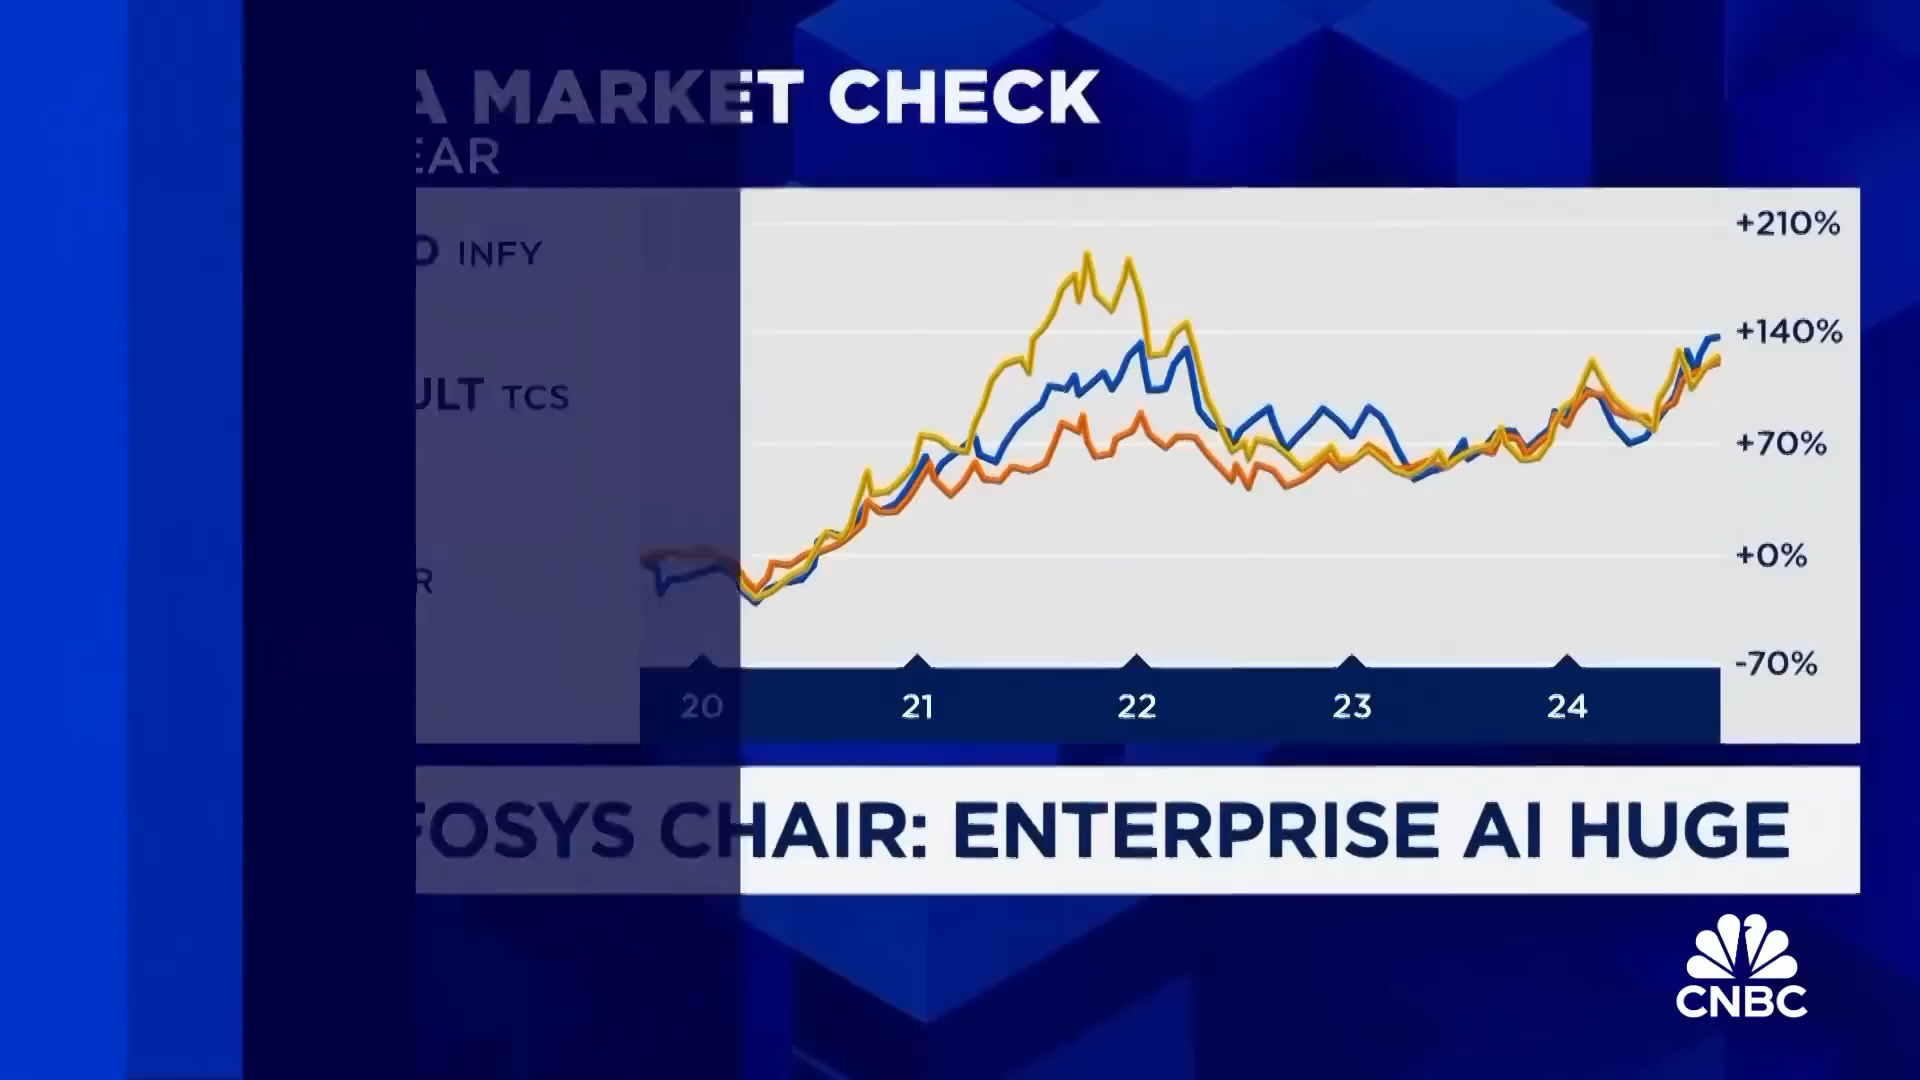 A MARKET CHECK
EAR
INFY
+210%
+140%
ULT TCS
+70%
+0%
R
-70%
20 21 22 23 24
FOSYS CHAIR: ENTERPRISE AI HUGE
CNBC